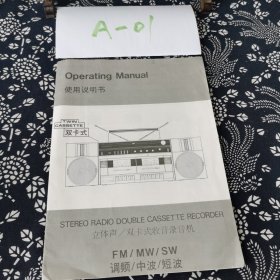 A-01
Operating Manual
使用说明书
TWIN
CASSETTE
双卡式
STEREO RADIO DOUBLE CASSETTE RECORDER
立体声/双卡式收音录音机
FM/MW/SW
调频/中波/短波